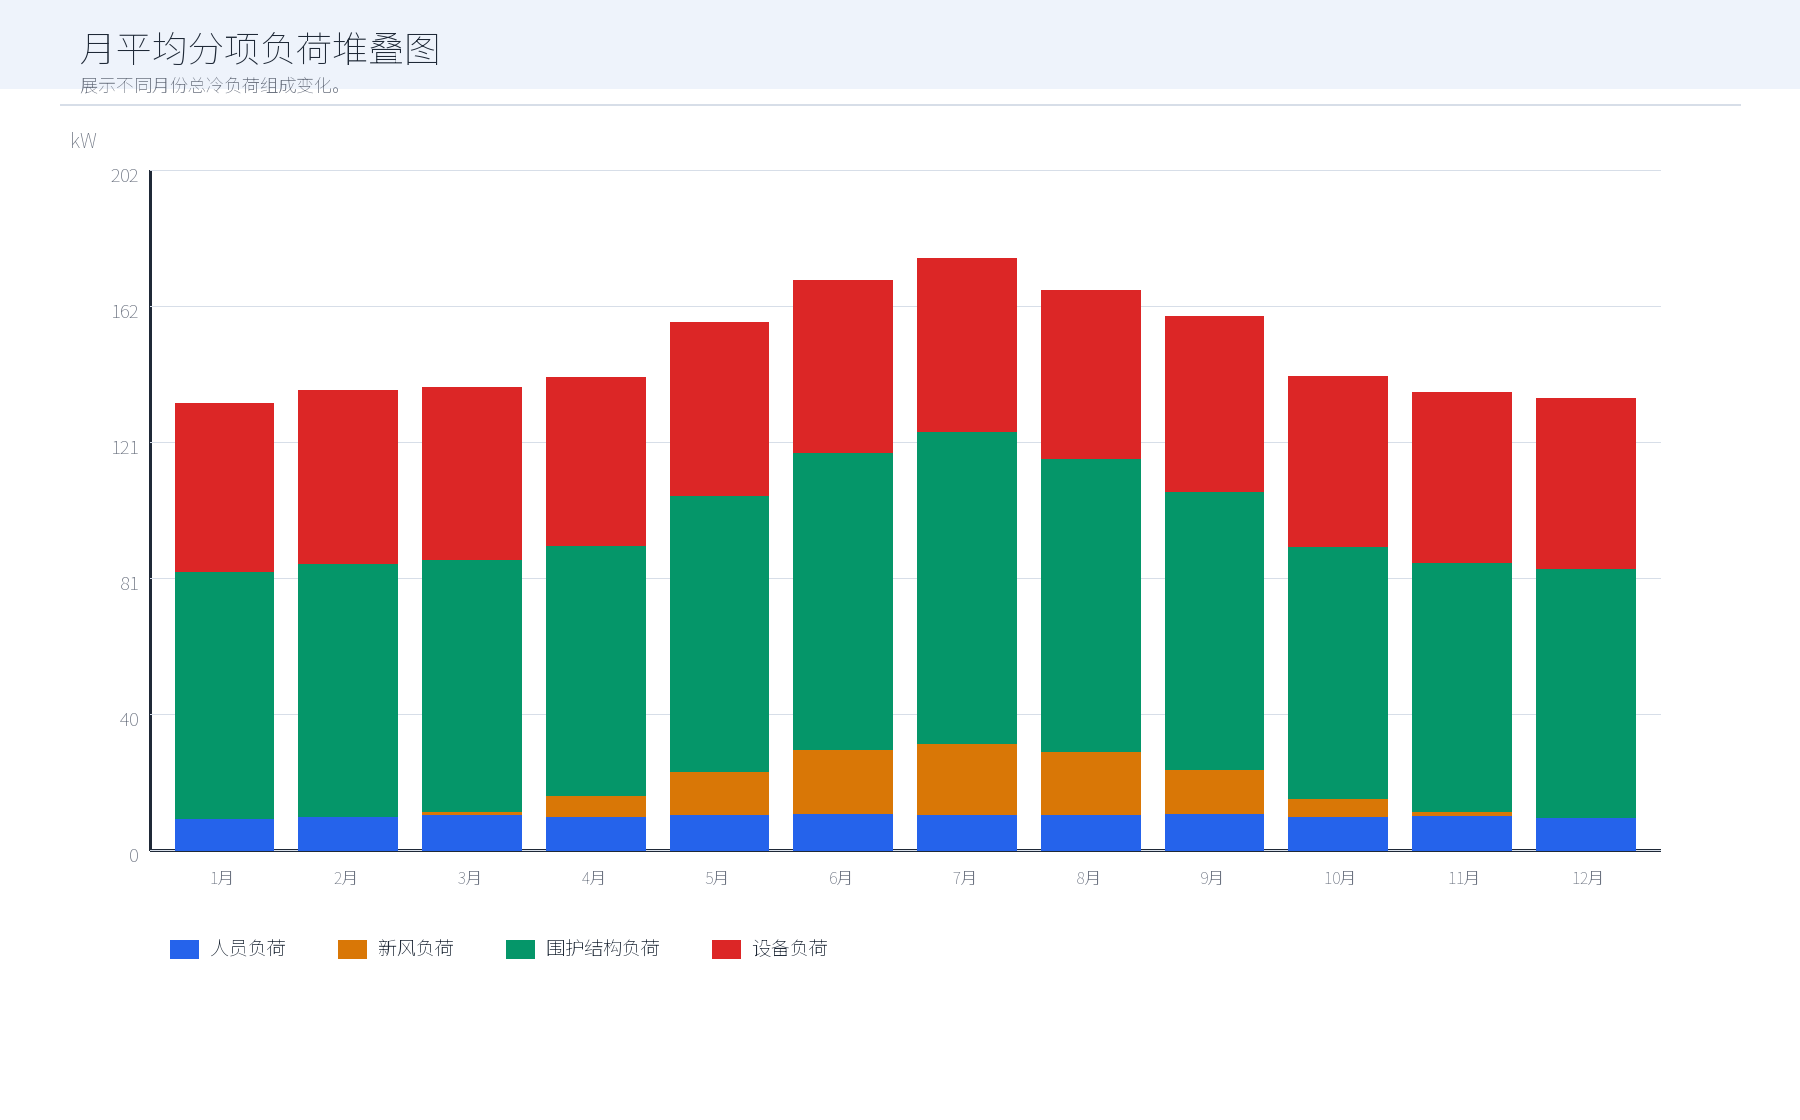 月平均分项负荷堆叠图
展示不同月份总冷负荷组成变化。
kW
202
162
121
81
40
0
1月 2月 3月 4月 5月 6月 7月 8月 9月 10月 11月 12月
人员负荷 新风负荷 围护结构负荷 设备负荷